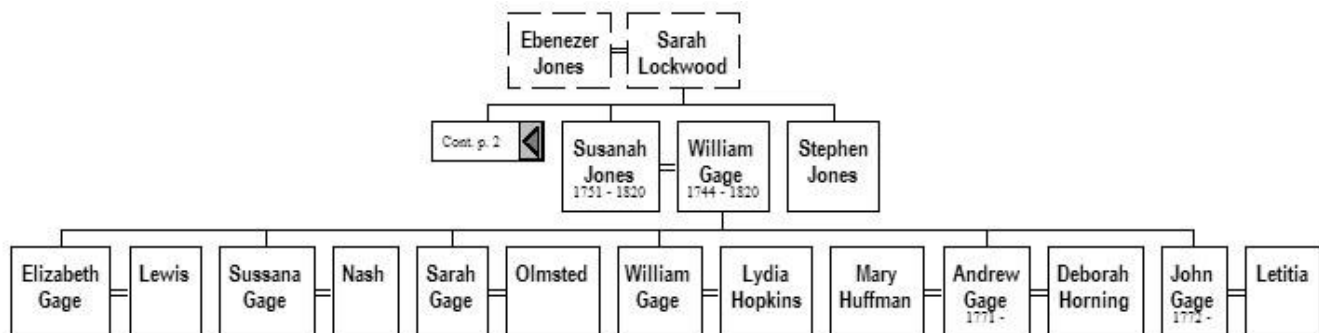 Ebenezer
Jones
Sarah
Lockwood
Cont. p. 2
Susanah
Jones
1751 - 1820
William
Gage
1744 - 1820
Stephen
Jones
Elizabeth
Gage
Lewis
Sussana
Gage
Nash
Sarah
Gage
Olmsted
William
Gage
Lydia
Hopkins
Mary
Huffman
Andrew
Gage
1771 -
Deborah
Horning
John
Gage
1772 -
Letitia